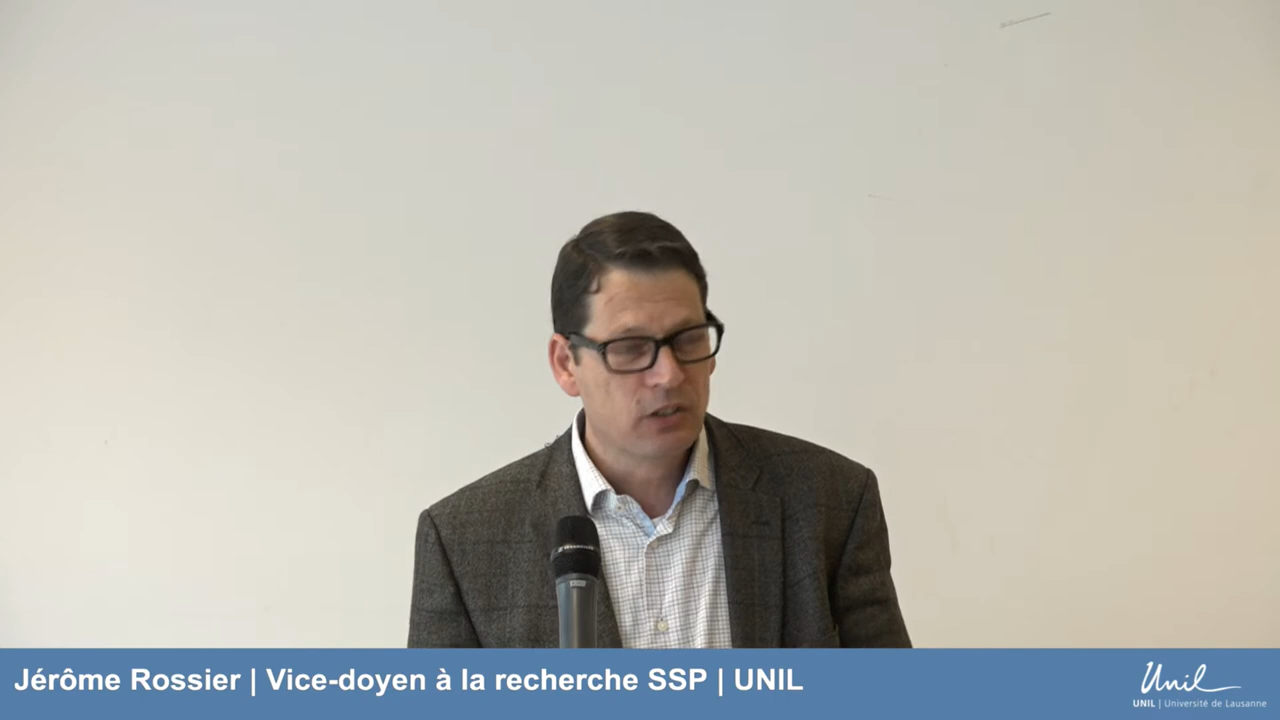 Jérôme Rossier | Vice-doyen à la recherche SSP | UNIL
Unil
UNIL | Université de Lausanne